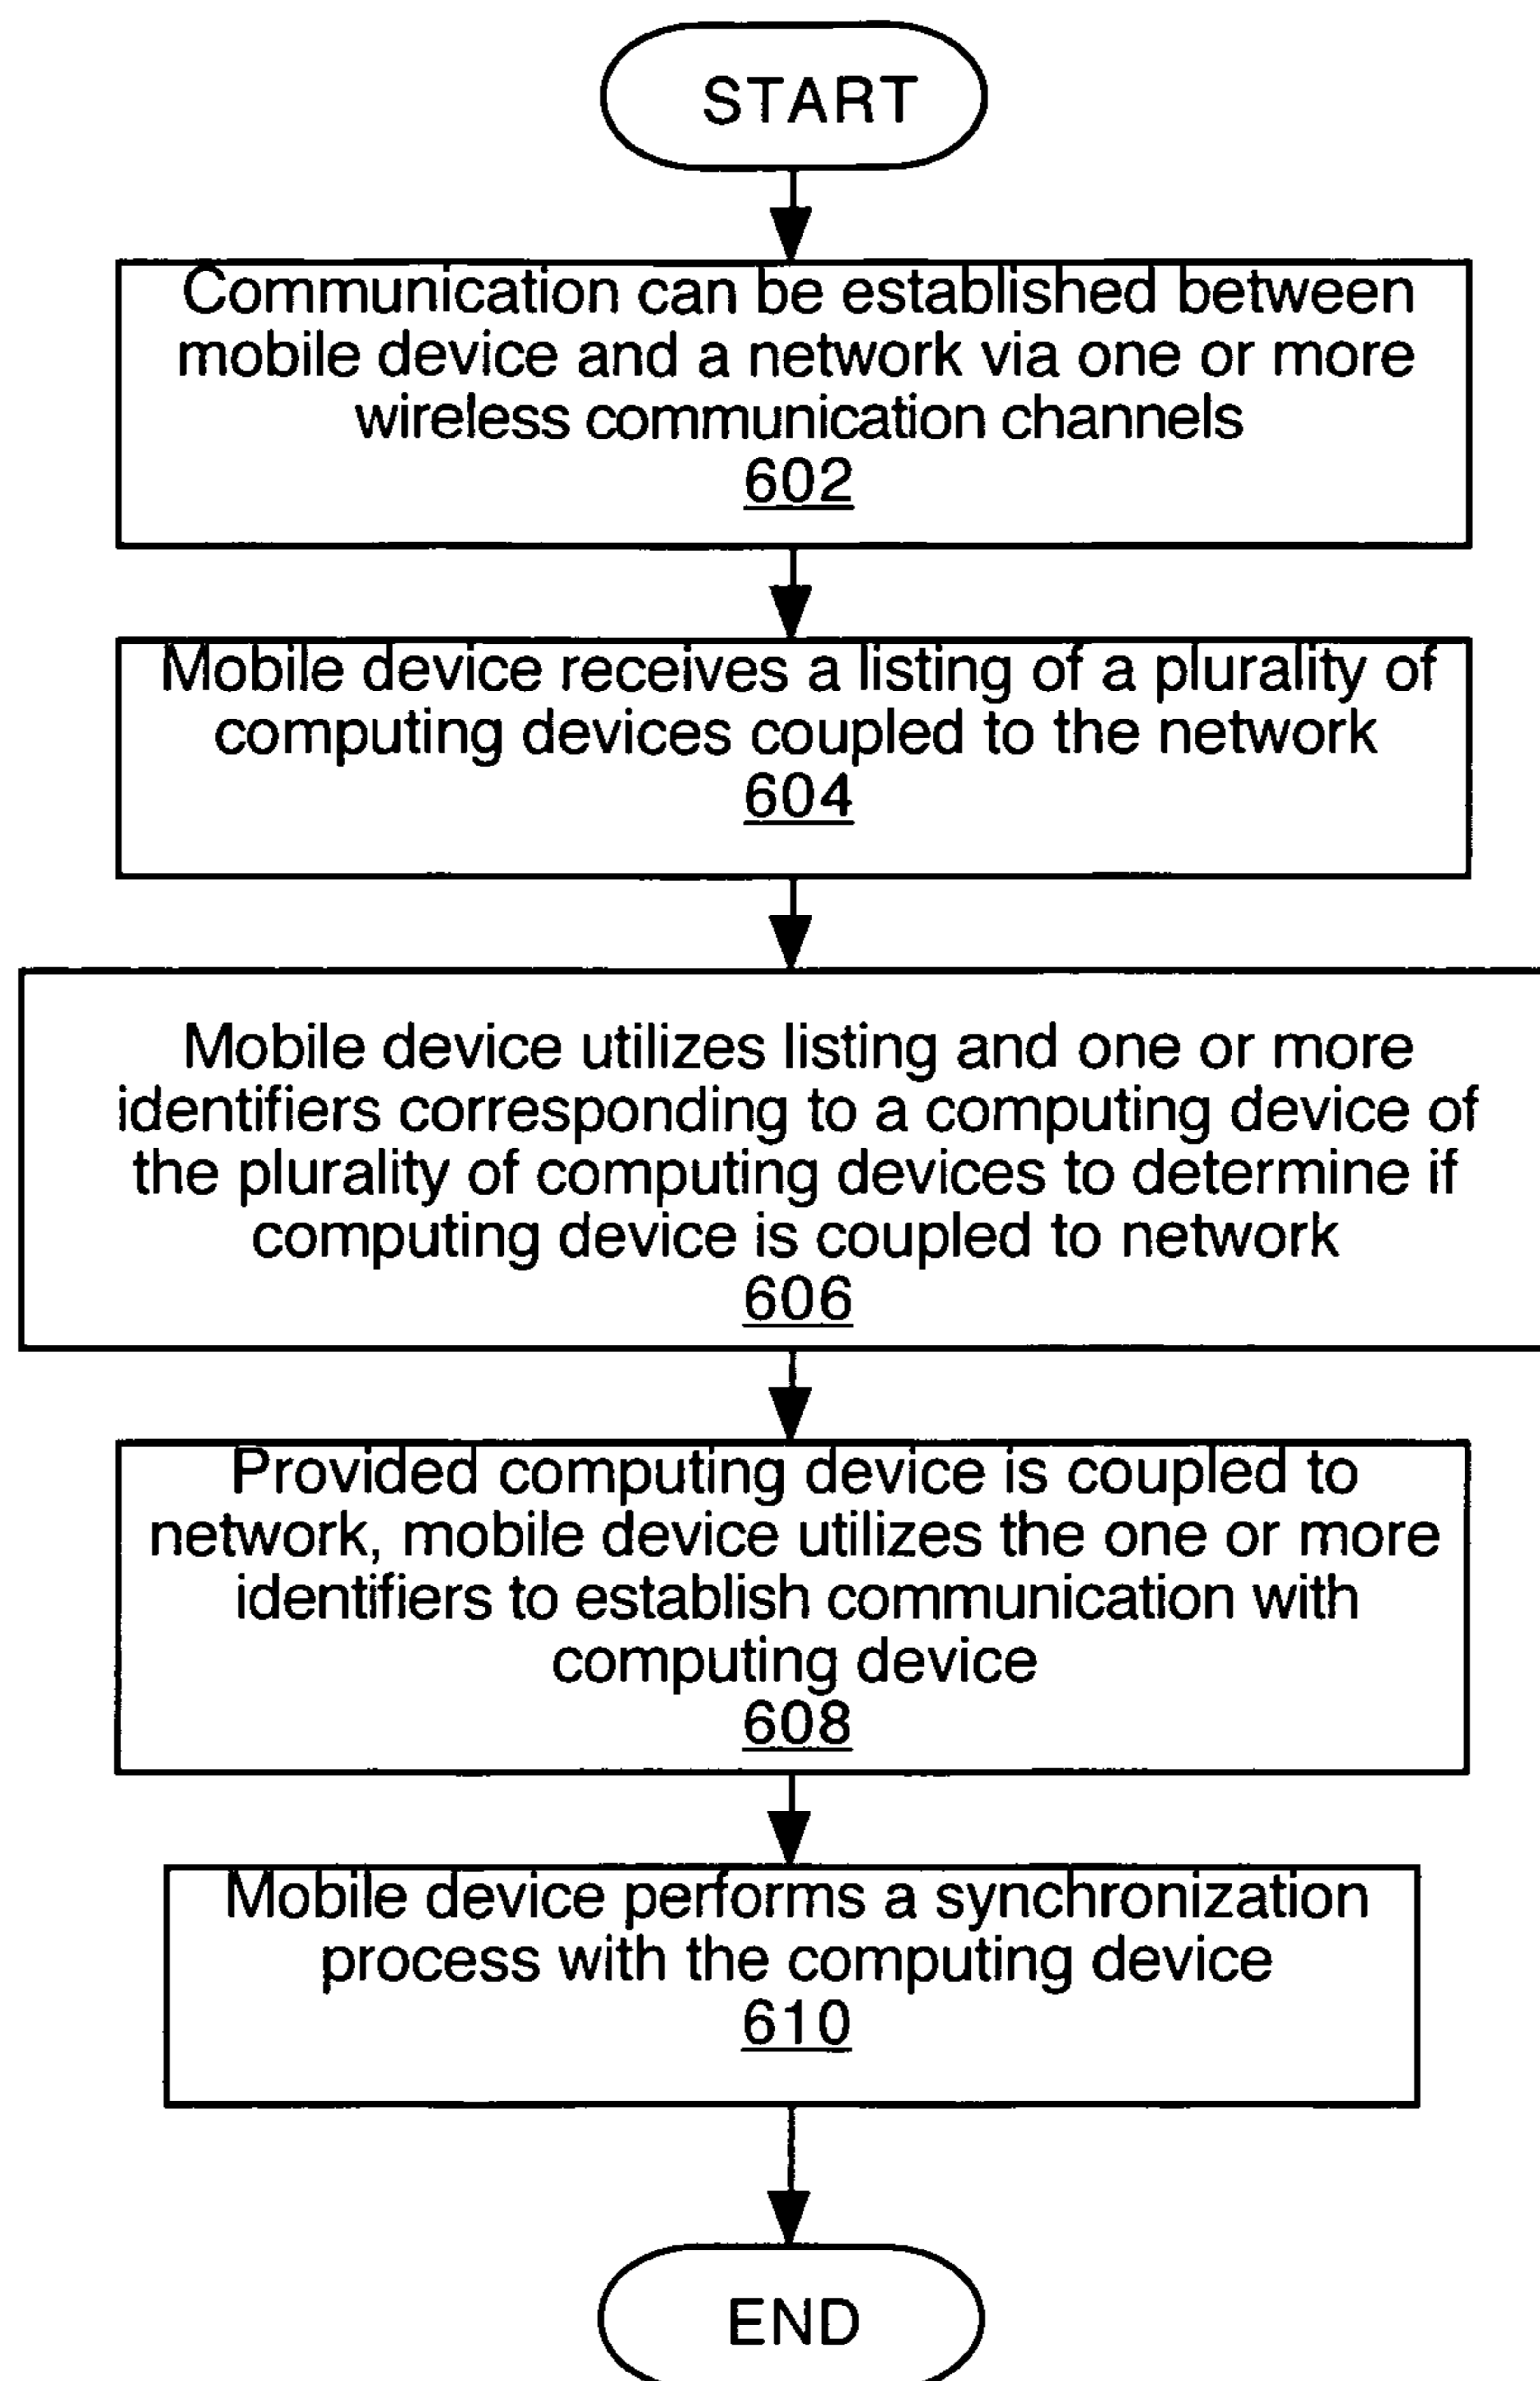 START
Communication can be established between
mobile device and a network via one or more
wireless communication channels
602
Mobile device receives a listing of a plurality of
computing devices coupled to the network
604
Mobile device utilizes listing and one or more
identifiers corresponding to a computing device of
the plurality of computing devices to determine if
computing device is coupled to network
606
Provided computing device is coupled to
network, mobile device utilizes the one or more
identifiers to establish communication with
computing device
608
Mobile device performs a synchronization
process with the computing device
610
END